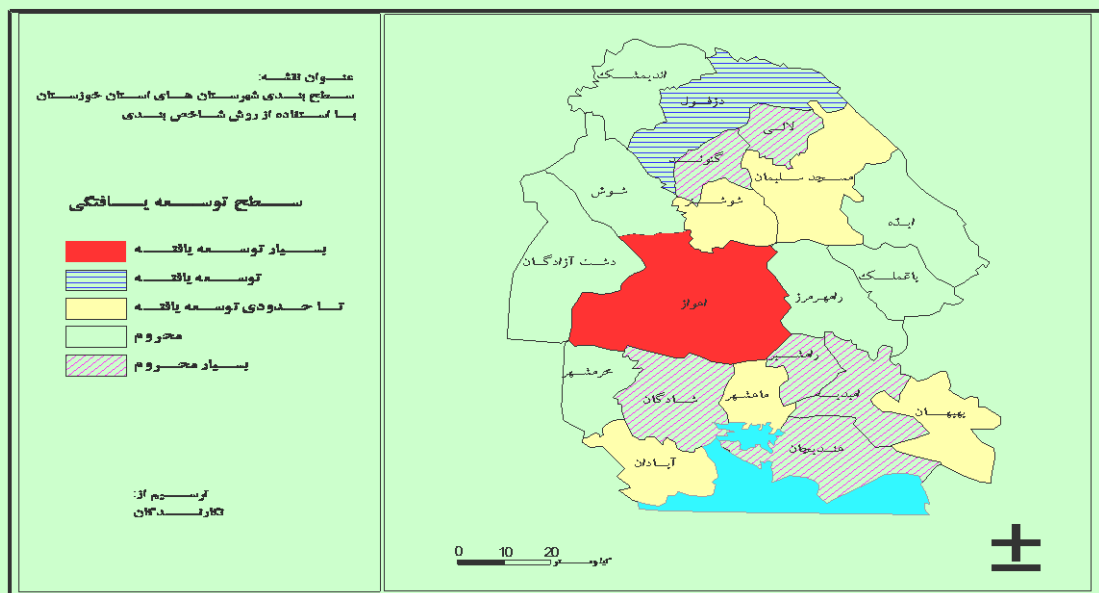 عنوان نقشه:
سطح بندی شهرستان های استان خوزستان
با استفاده از روش شاخص بندی
سطح توسعه یافتگی
بسیار توسعه یافته
توسعه یافته
تا حدودی توسعه یافته
محروم
بسیار محروم
ترسیم از:
نگارندگان
اندیمشک
دزفول
لالی
گتوند
مسجد سلیمان
شوش
شوشتر
ایذه
دشت آزادگان
باغملک
رامهرمز
اهواز
رامشیر
خرمشهر
شادگان
ماهشهر
امیدیه
بهبهان
هندیجان
آبادان
0 10 20
کیلومتر